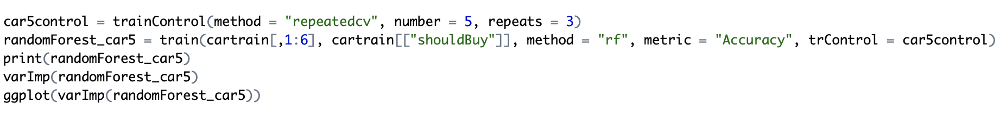 car5control = trainControl(method = "repeatedcv", number = 5, repeats = 3)
randomForest_car5 = train(cartrain[,1:6], cartrain[["shouldBuy"]], method = "rf", metric = "Accuracy", trControl = car5control)
print(randomForest_car5)
varImp(randomForest_car5)
ggplot(varImp(randomForest_car5))